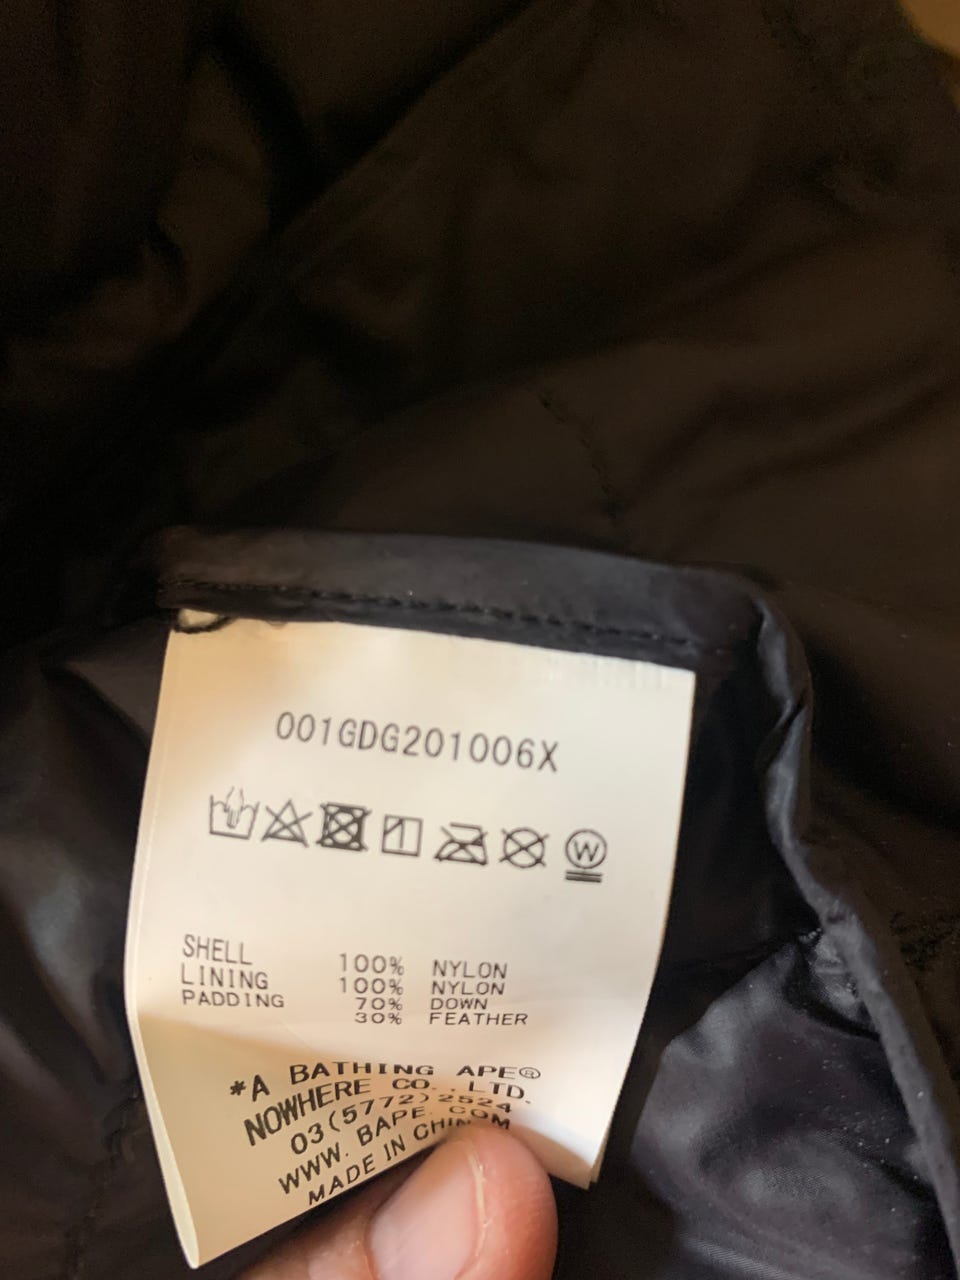 001GDG201006X
W
SHELL 100% NYLON
LINING 100% NYLON
PADDING 70% DOWN
30% FEATHER
*A BATHING APE®
NOWHERE CO., LTD.
03(5772)2524
WWW. BAPE. COM
MADE IN CHINA